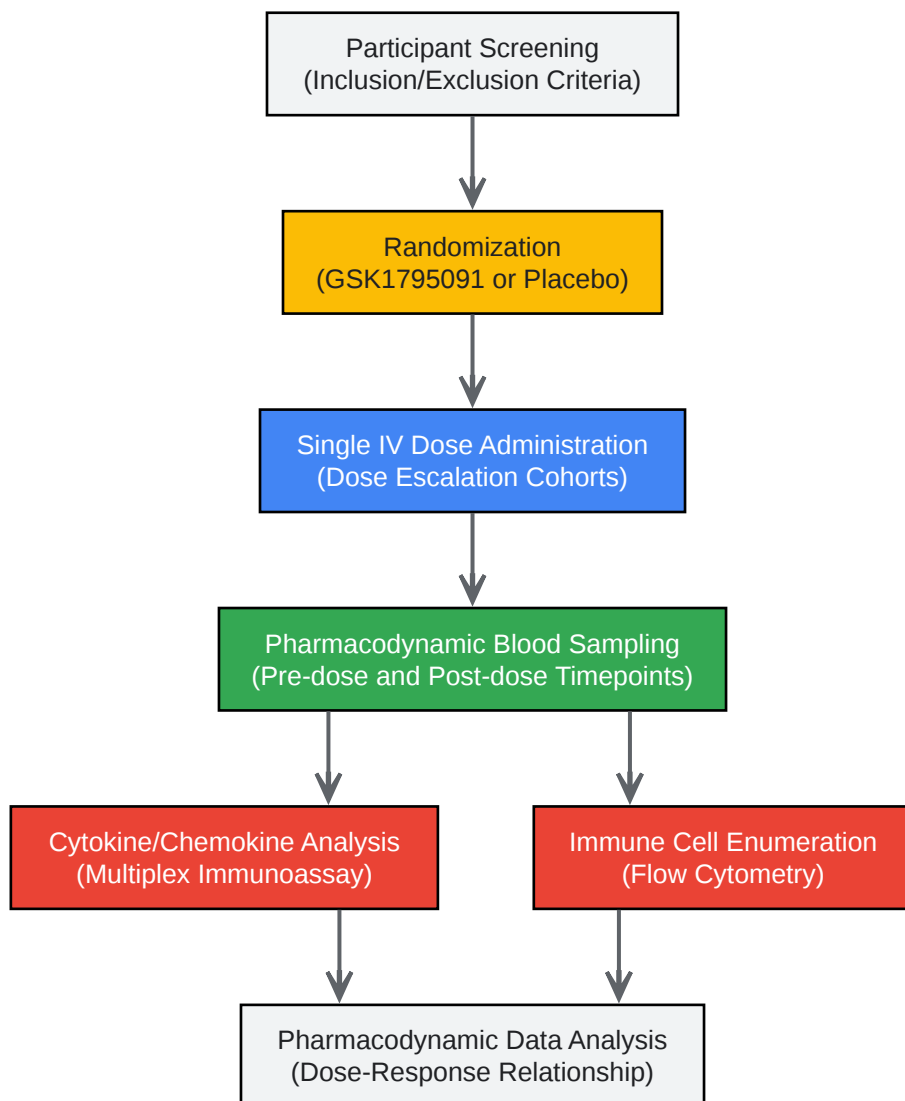 Participant Screening
(Inclusion/Exclusion Criteria)
Randomization
(GSK1795091 or Placebo)
Single IV Dose Administration
(Dose Escalation Cohorts)
Pharmacodynamic Blood Sampling
(Pre-dose and Post-dose Timepoints)
Cytokine/Chemokine Analysis
(Multiplex Immunoassay)
Immune Cell Enumeration
(Flow Cytometry)
Pharmacodynamic Data Analysis
(Dose-Response Relationship)